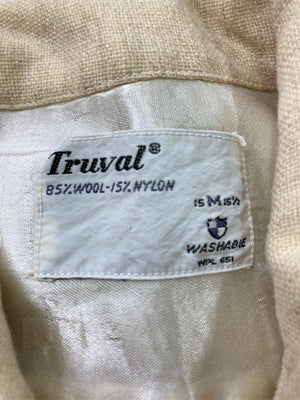 Truval®
85% WOOL-15% NYLON
15 M 15½
WASHABLE
WPL 651